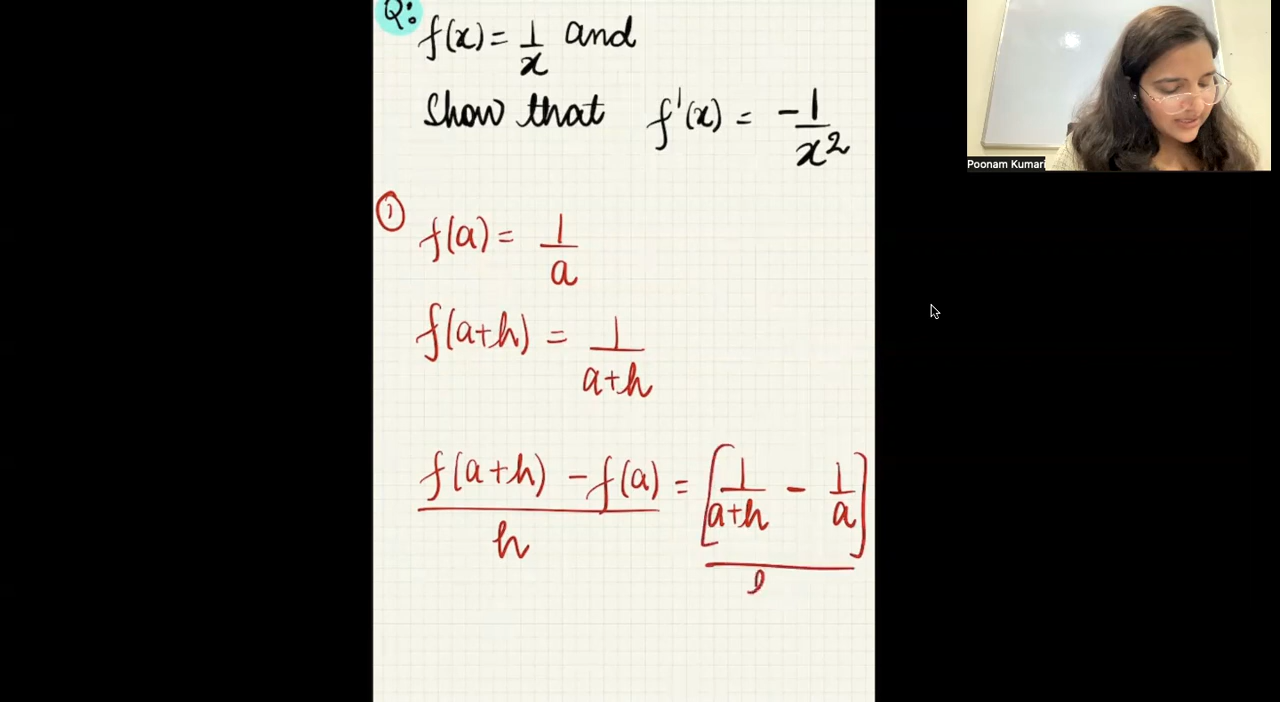 Q:
f(x) = 1/x and
Show that f'(x) = -1/x²
① f(a) = 1/a
f(a+h) = 1/(a+h)
(f(a+h) - f(a))/h = [1/(a+h) - 1/a]/
Poonam Kumari